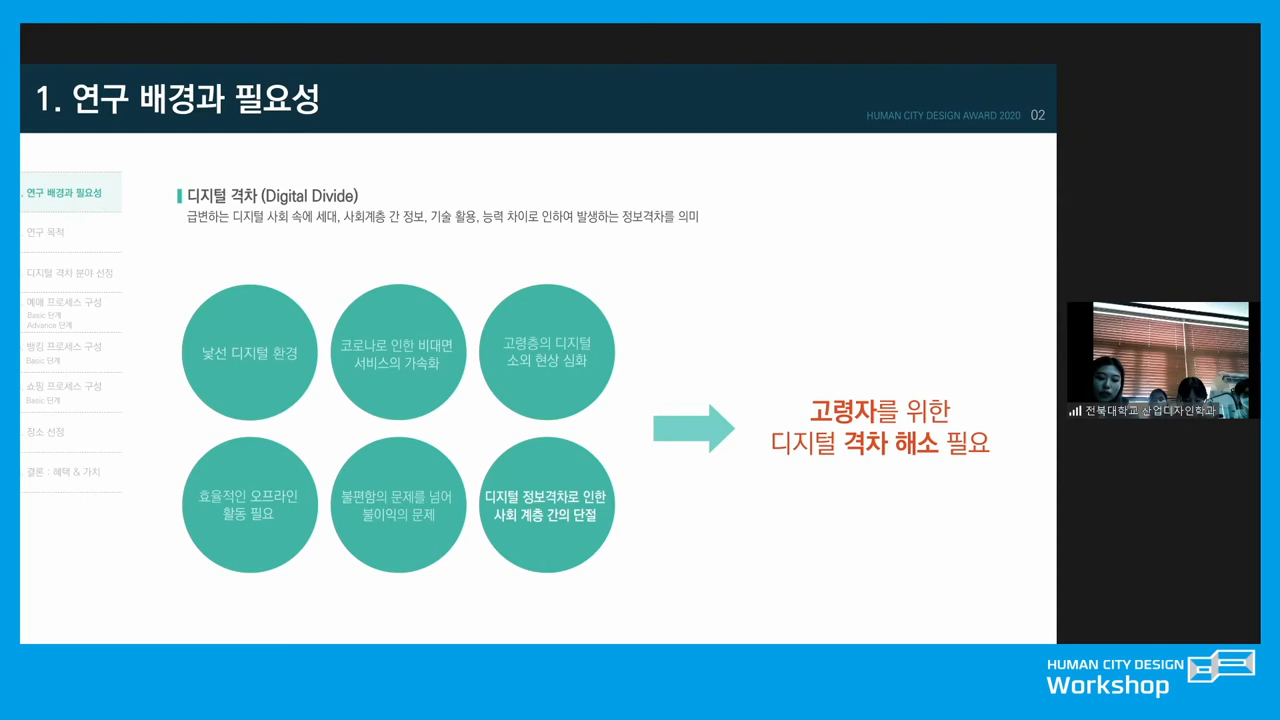 1. 연구 배경과 필요성
HUMAN CITY DESIGN AWARD 2020 02
. 연구 배경과 필요성
연구 목적
디지털 격차 분야 선정
예매 프로세스 구성
Basic 단계
Advance 단계
뱅킹 프로세스 구성
Basic 단계
쇼핑 프로세스 구성
Basic 단계
. 장소 선정
. 결론 : 혜택 & 가치
디지털 격차 (Digital Divide)
급변하는 디지털 사회 속에 세대, 사회계층 간 정보, 기술 활용, 능력 차이로 인하여 발생하는 정보격차를 의미
낯선 디지털 환경
코로나로 인한 비대면
서비스의 가속화
고령층의 디지털
소외 현상 심화
효율적인 오프라인
활동 필요
불편함의 문제를 넘어
불이익의 문제
디지털 정보격차로 인한
사회 계층 간의 단절
고령자를 위한
디지털 격차 해소 필요
전북대학교 산업디자인학과
HUMAN CITY DESIGN
Workshop